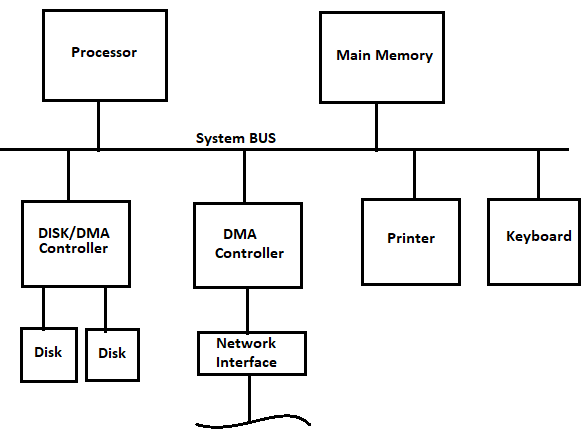 Processor
Main Memory
System BUS
DISK/DMA
Controller
DMA
Controller
Printer
Keyboard
Disk
Disk
Network
Interface